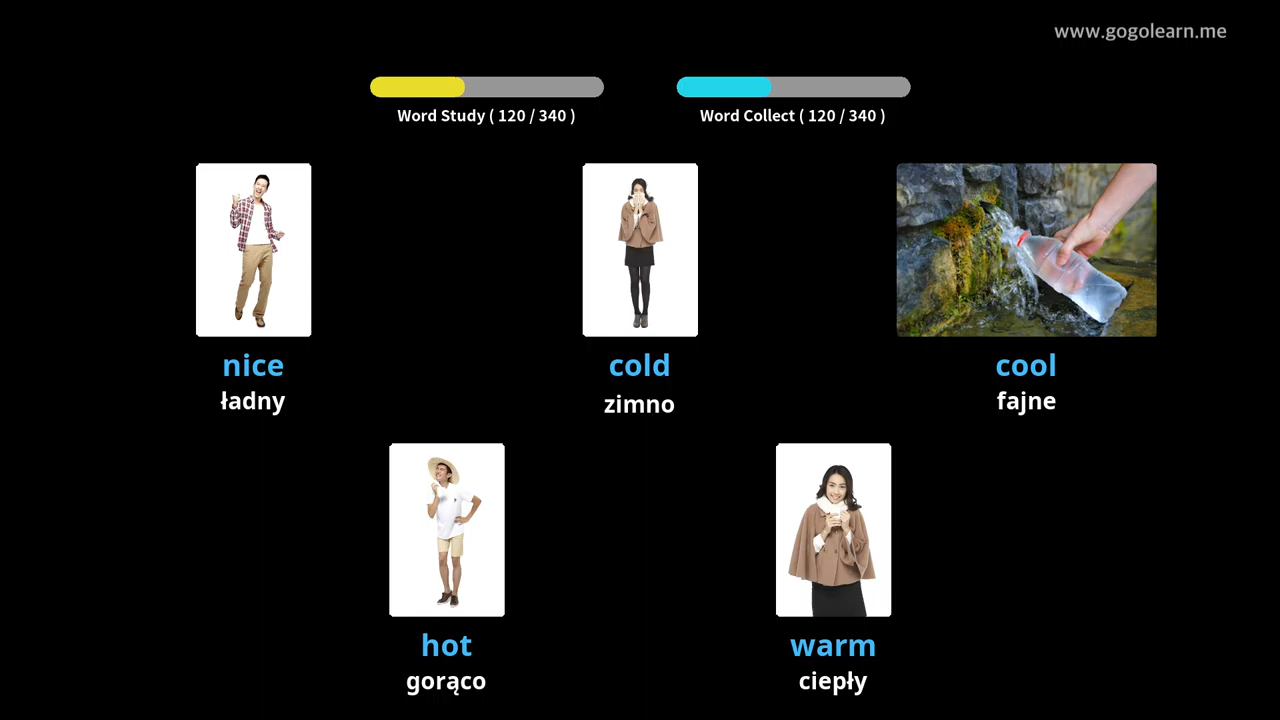 www.gogolearn.me
Word Study ( 120 / 340 )
Word Collect ( 120 / 340 )
nice
ładny
cold
zimno
cool
fajne
hot
gorąco
warm
ciepły